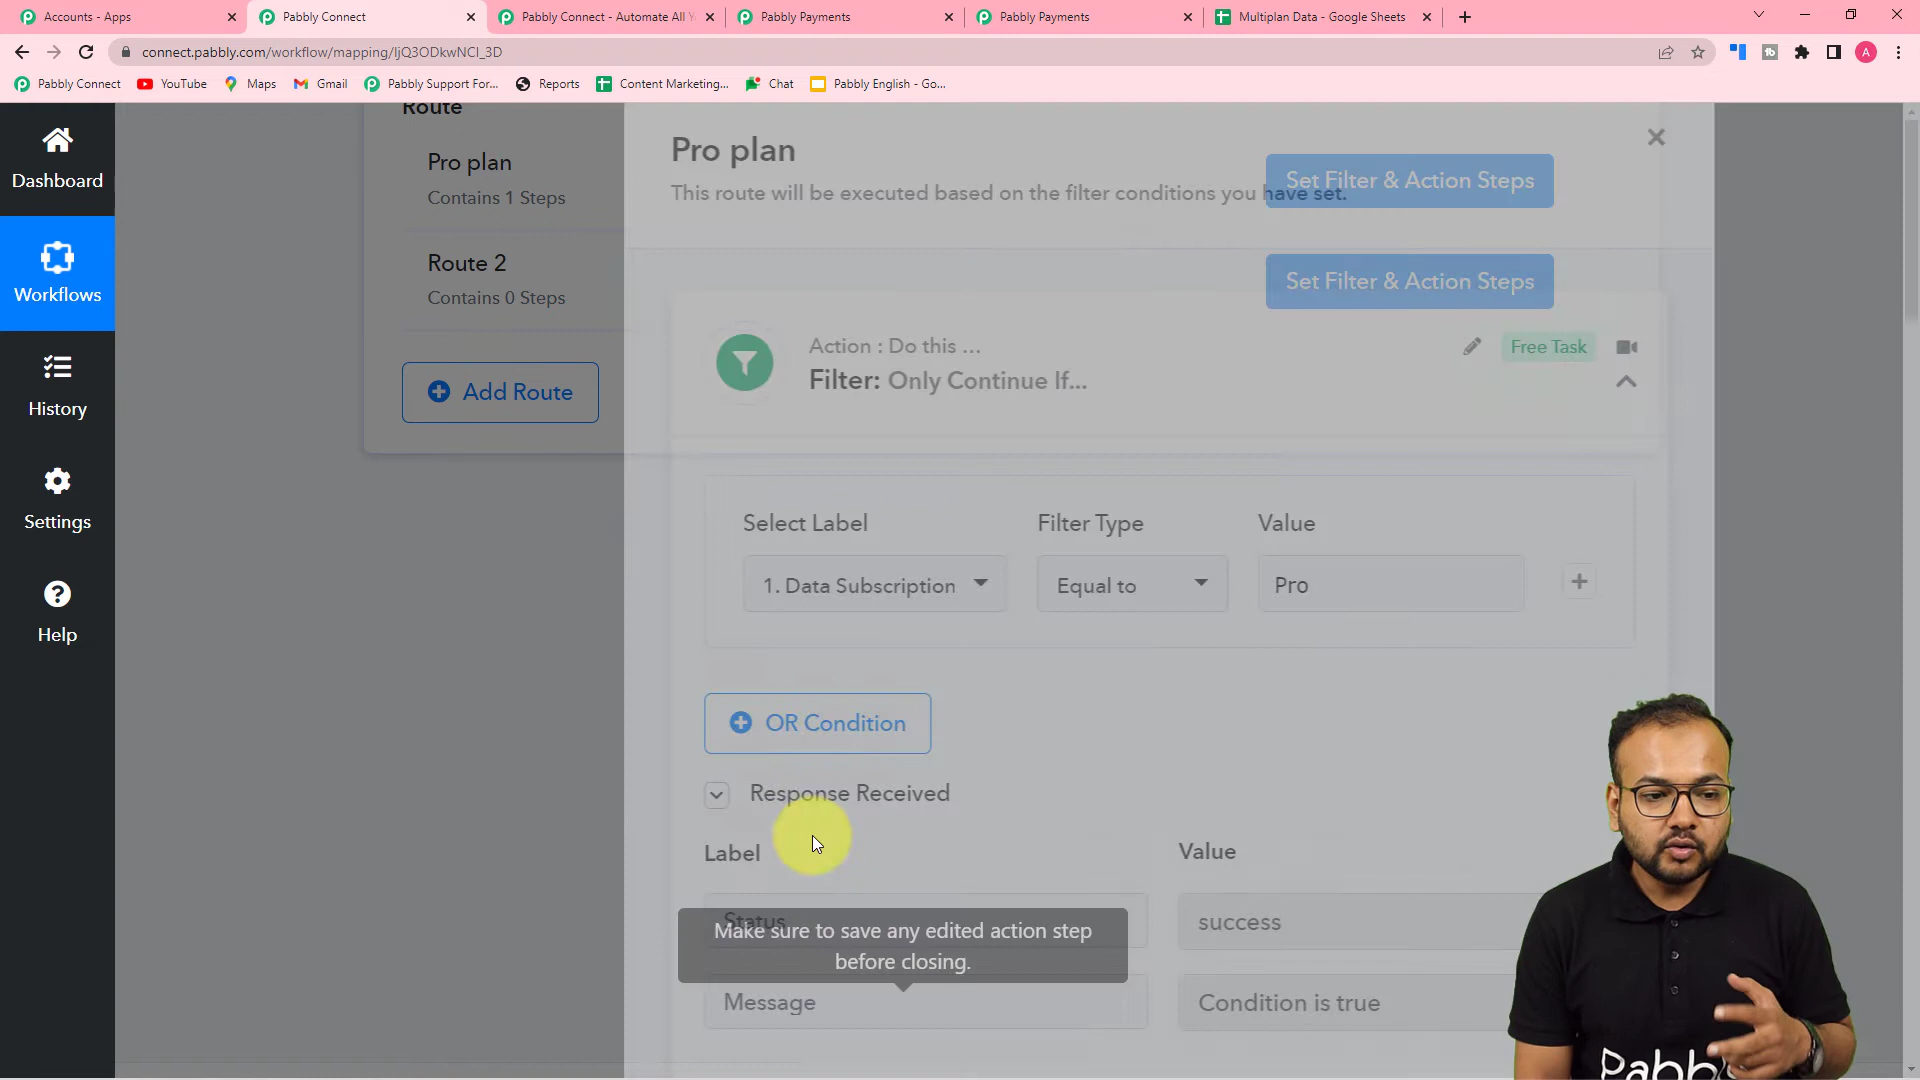 Accounts - Apps
Pabbly Connect
Pabbly Connect - Automate All Y
Pabbly Payments
Pabbly Payments
Multiplan Data - Google Sheets
connect.pabbly.com/workflow/mapping/IjQ3ODkwNCI_3D
A
Pabbly Connect
YouTube
Maps
Gmail
Pabbly Support For...
Reports
Content Marketing...
Chat
Pabbly English - Go...
Dashboard
Workflows
History
Settings
Help
Route
Pro plan
Contains 1 Steps
Route 2
Contains 0 Steps
Add Route
Pro plan
This route will be executed based on the filter conditions you have set.
Set Filter & Action Steps
Set Filter & Action Steps
Action : Do this ...
Filter: Only Continue If...
Free Task
Select Label
Filter Type
Value
1. Data Subscription
Equal to
Pro
OR Condition
Response Received
Label
Value
Status
success
Make sure to save any edited action step
before closing.
Message
Condition is true
Pabbl